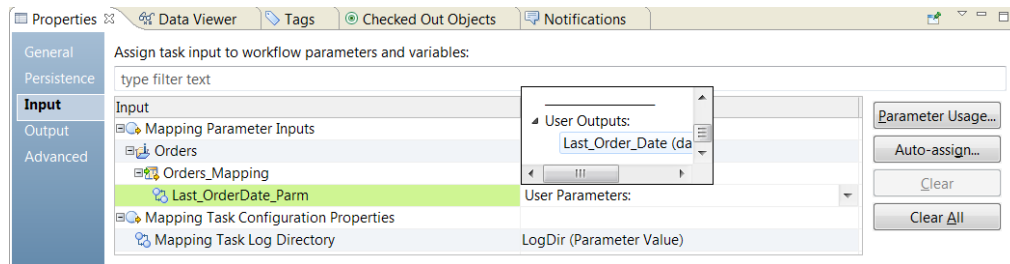 Properties Data Viewer Tags Checked Out Objects Notifications
General
Persistence
Input
Output
Advanced
Assign task input to workflow parameters and variables:
type filter text
Input
Mapping Parameter Inputs
Orders
Orders_Mapping
Last_OrderDate_Parm
User Parameters:
Mapping Task Configuration Properties
Mapping Task Log Directory
LogDir (Parameter Value)
User Outputs:
Last_Order_Date (da
Parameter Usage...
Auto-assign...
Clear
Clear All